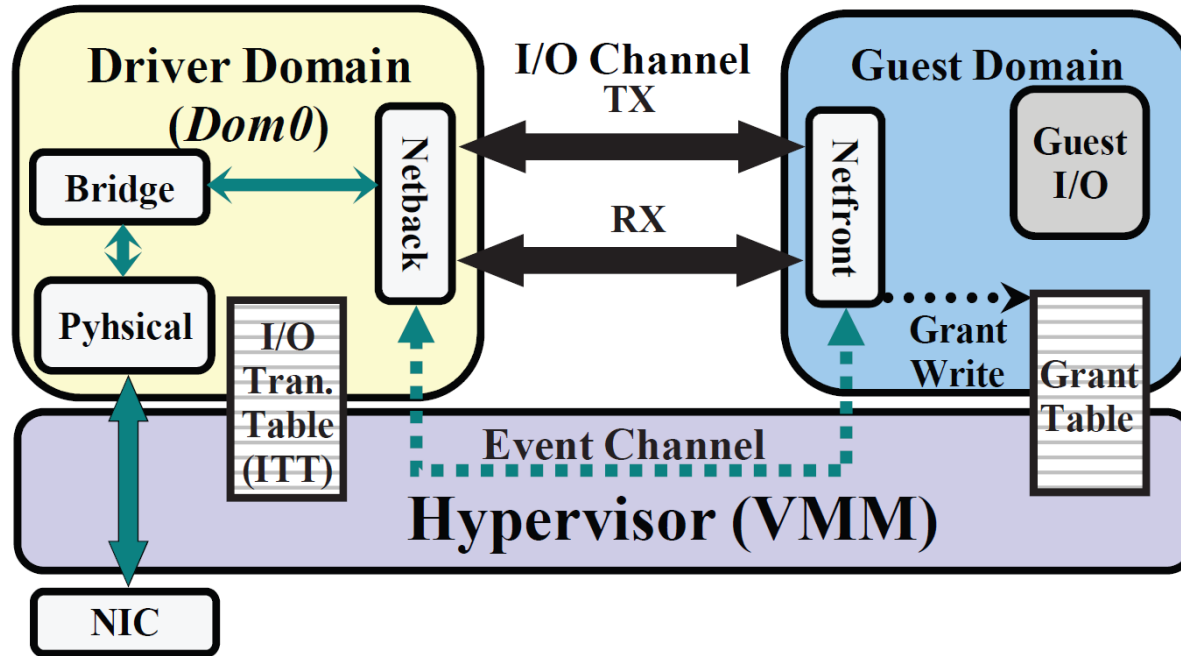 Driver Domain
(Dom0)
Bridge
Netback
Pyhsical
I/O
Tran.
Table
(ITT)
I/O Channel
TX
RX
Guest Domain
Netfront
Guest
I/O
Grant
Write
Grant
Table
Event Channel
Hypervisor (VMM)
NIC